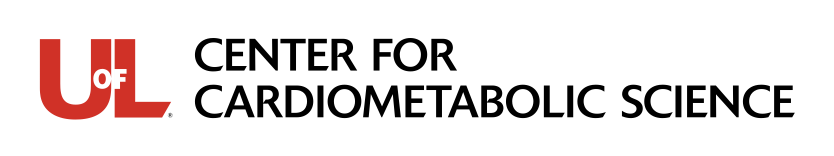 UOFL®
CENTER FOR
CARDIOMETABOLIC SCIENCE